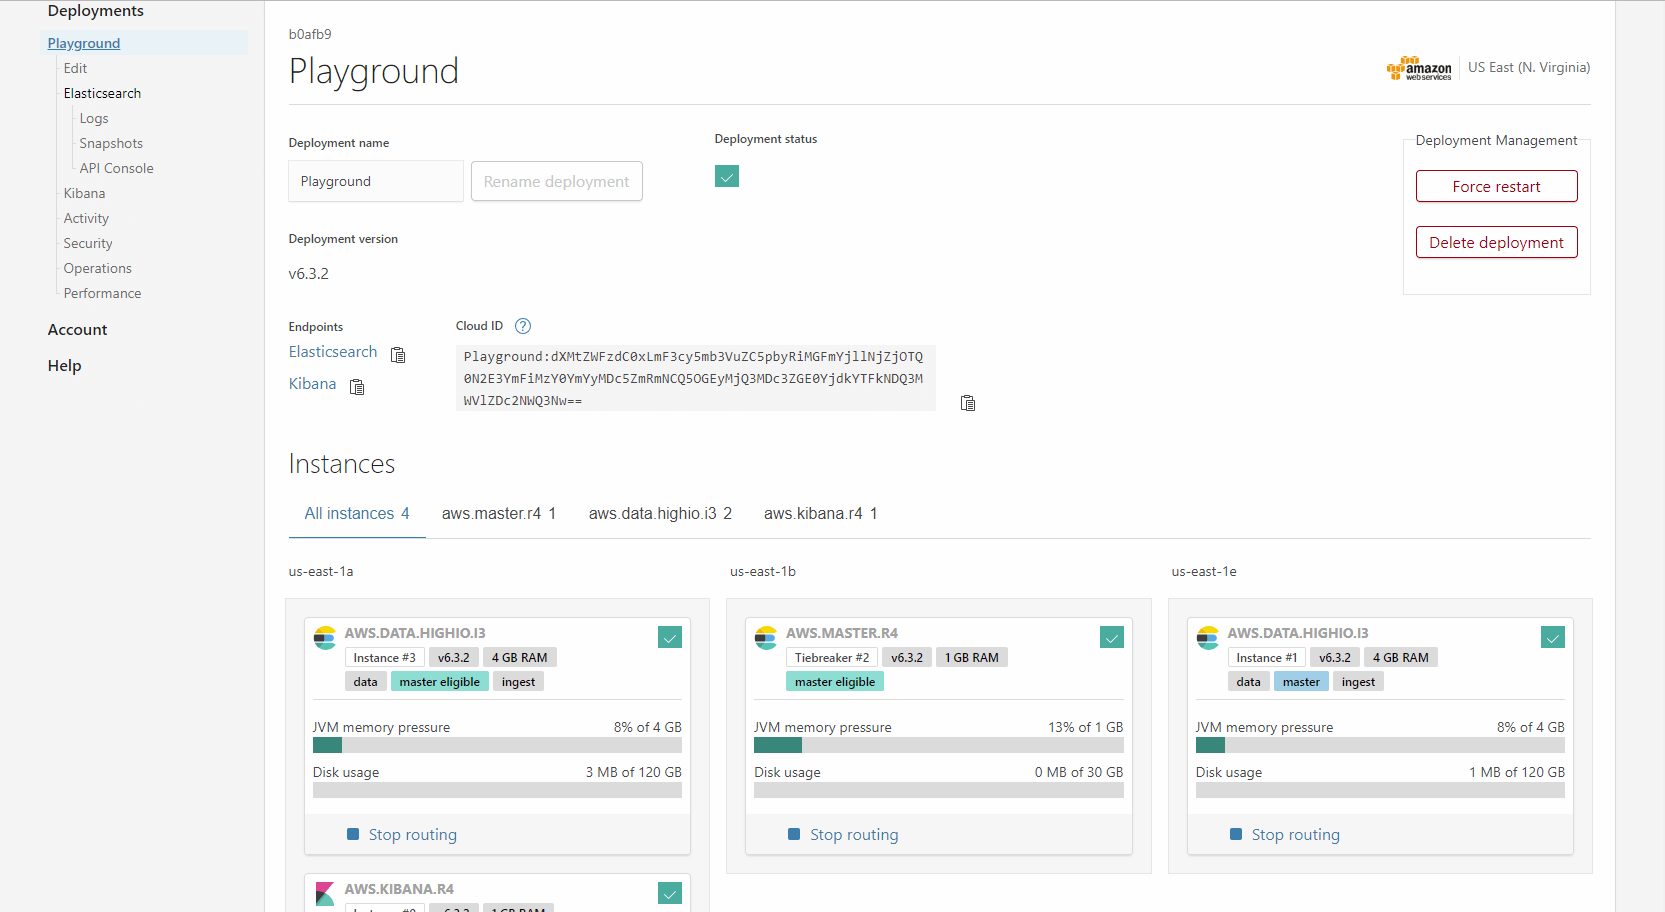 Deployments
Playground
Edit
Elasticsearch
Logs
Snapshots
API Console
Kibana
Activity
Security
Operations
Performance
Account
Help
b0afb9
Playground
amazon
webservices
US East (N. Virginia)
Deployment name
Playground
Rename deployment
Deployment status
Deployment Management
Force restart
Delete deployment
Deployment version
v6.3.2
Endpoints
Elasticsearch
Kibana
Cloud ID ?
Playground:dXMtZWFzdC0xLmF3cy5mb3VuZC5pbyRiMGFmYjllNjZjOTQ
0N2E3YmFiMzY0YmYyMDc5ZmRmNCQ5OGEyMjQ3MDc3ZGE0YjdkYTFkNDQ3M
WVlZDc2NWQ3Nw==
Instances
All instances 4 aws.master.r4 1 aws.data.highio.i3 2 aws.kibana.r4 1
us-east-1a
AWS.DATA.HIGHIO.I3
Instance #3 v6.3.2 4 GB RAM
data master eligible ingest
JVM memory pressure 8% of 4 GB
Disk usage 3 MB of 120 GB
Stop routing
AWS.KIBANA.R4
Instance #0 v6.3.2 1 GB RAM
us-east-1b
AWS.MASTER.R4
Tiebreaker #2 v6.3.2 1 GB RAM
master eligible
JVM memory pressure 13% of 1 GB
Disk usage 0 MB of 30 GB
Stop routing
us-east-1e
AWS.DATA.HIGHIO.I3
Instance #1 v6.3.2 4 GB RAM
data master ingest
JVM memory pressure 8% of 4 GB
Disk usage 1 MB of 120 GB
Stop routing